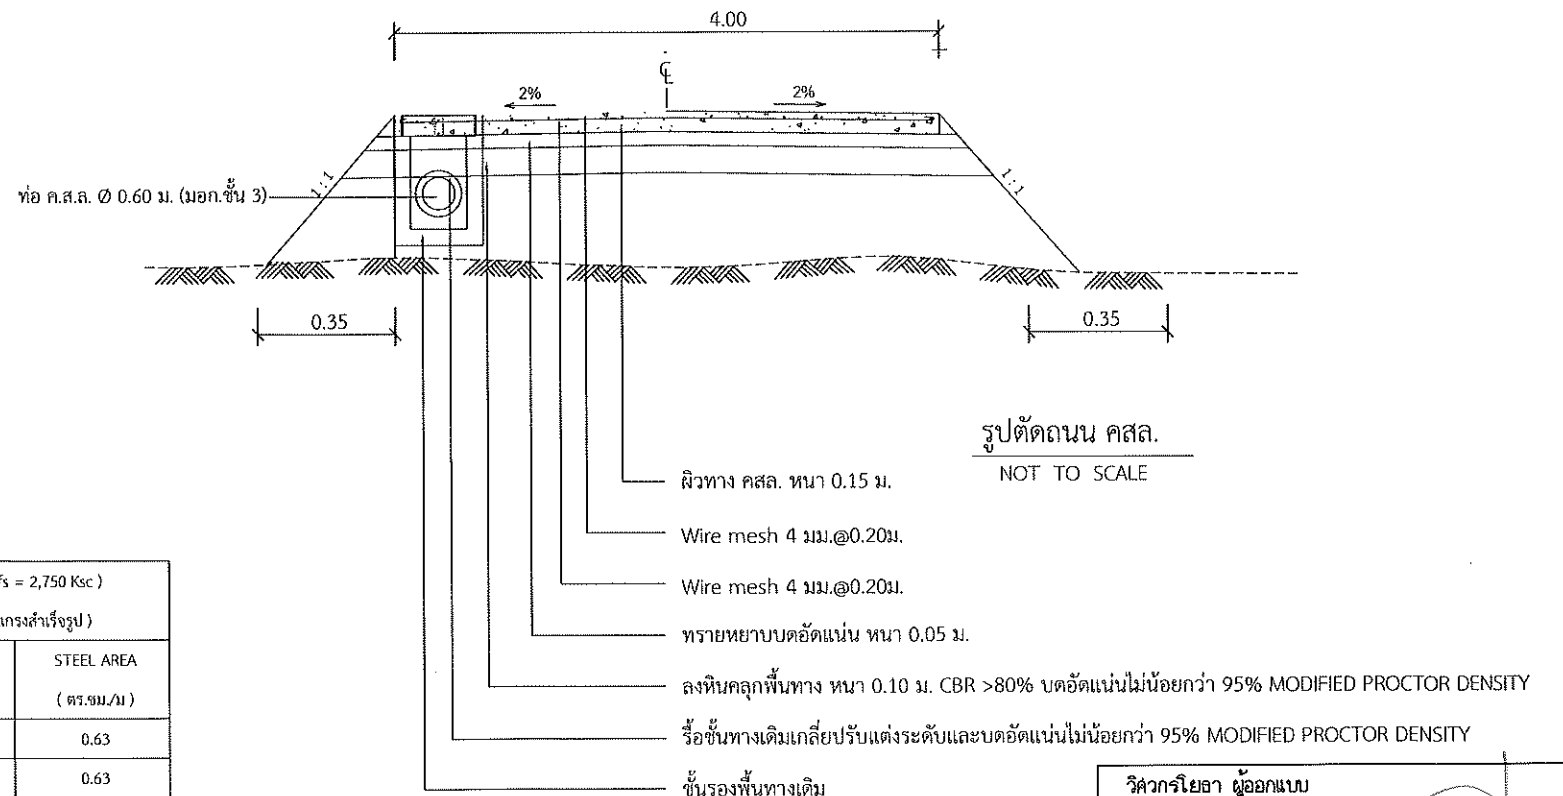 4.00
C
L
2%
2%
1:1
1:1
ท่อ ค.ส.ล. Ø 0.60 ม. (มอก.ชั้น 3)
0.35
0.35
รูปตัดถนน คสล.
NOT TO SCALE
ผิวทาง คสล. หนา 0.15 ม.
Wire mesh 4 มม.@0.20ม.
Wire mesh 4 มม.@0.20ม.
ทรายหยาบบดอัดแน่น หนา 0.05 ม.
ลงหินคลุกพื้นทาง หนา 0.10 ม. CBR >80% บดอัดแน่นไม่น้อยกว่า 95% MODIFIED PROCTOR DENSITY
รื้อชั้นทางเดิมเกลี่ยปรับแต่งระดับและบดอัดแน่นไม่น้อยกว่า 95% MODIFIED PROCTOR DENSITY
ชั้นรองพื้นทางเดิม
fs = 2,750 Ksc )
สำเร็จรูป )
STEEL AREA
( ตร.ซม./ม )
0.63
0.63
วิศวกรโยธา ผู้ออกแบบ